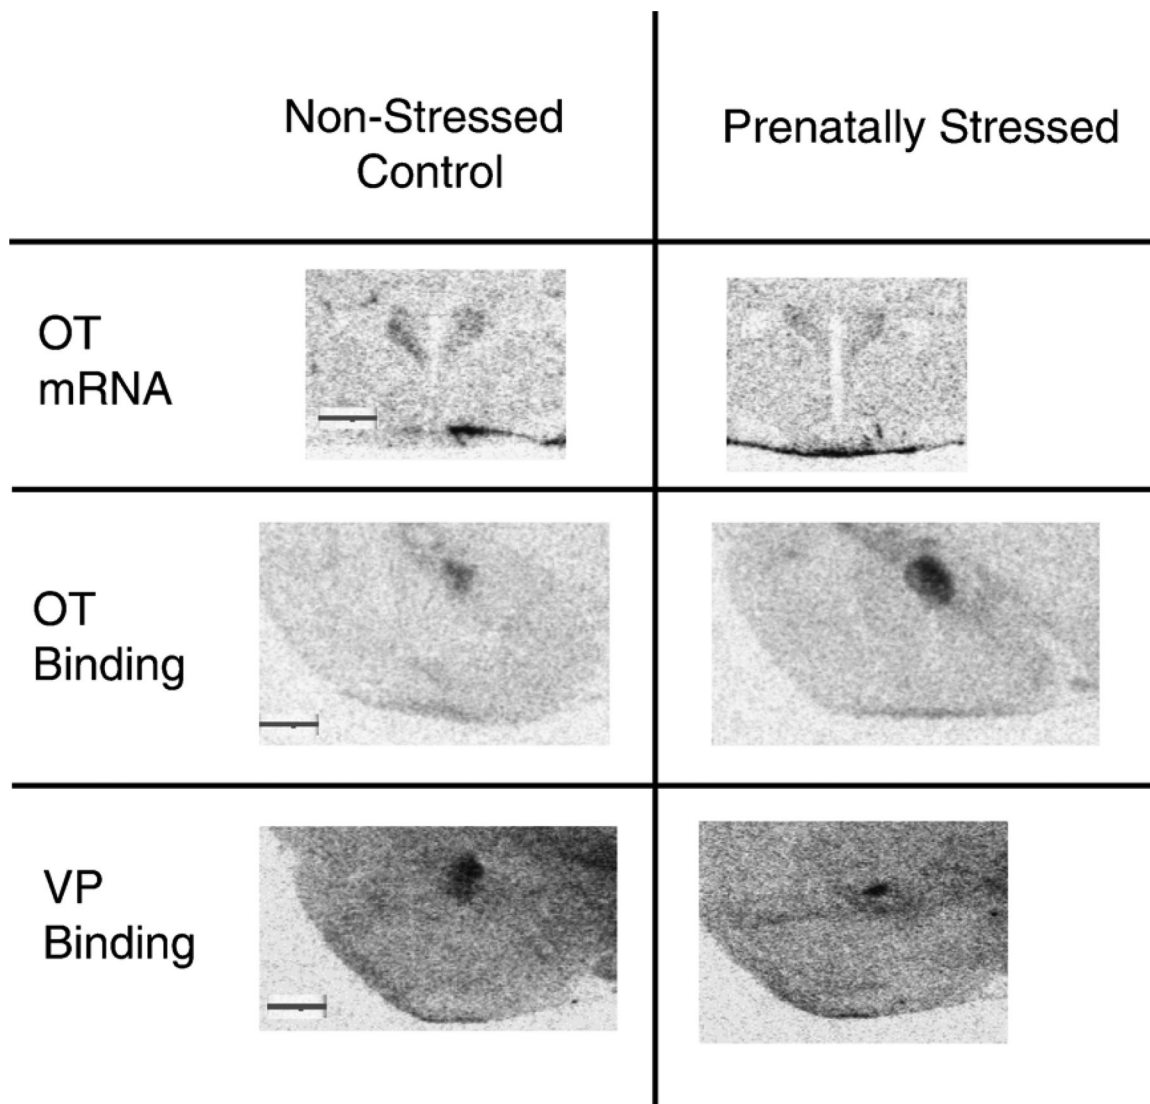 Non-Stressed
Control
Prenatally Stressed
OT
mRNA
OT
Binding
VP
Binding